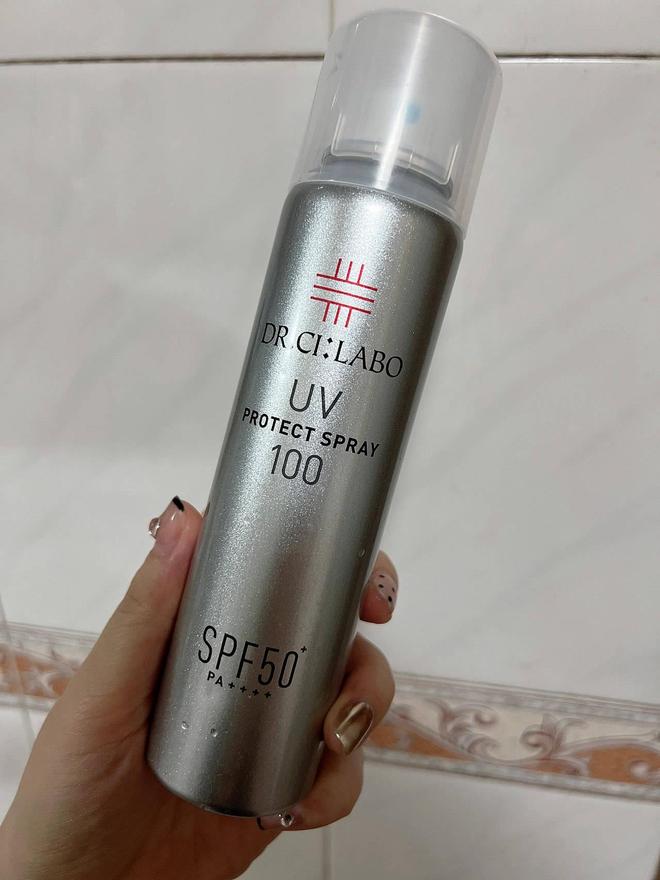 DR.CI:LABO
UV
PROTECT SPRAY
100
SPF50+
PA++++